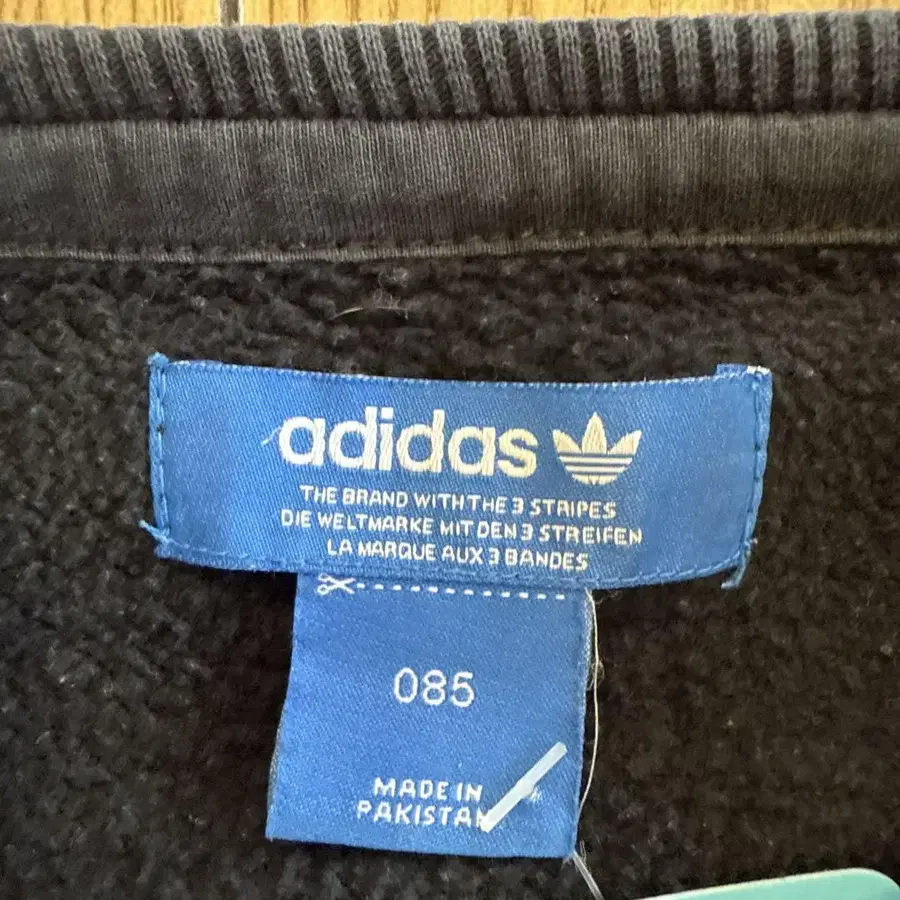 adidas
THE BRAND WITH THE 3 STRIPES
DIE WELTMARKE MIT DEN 3 STREIFEN
LA MARQUE AUX 3 BANDES
085
MADE IN
PAKISTAN